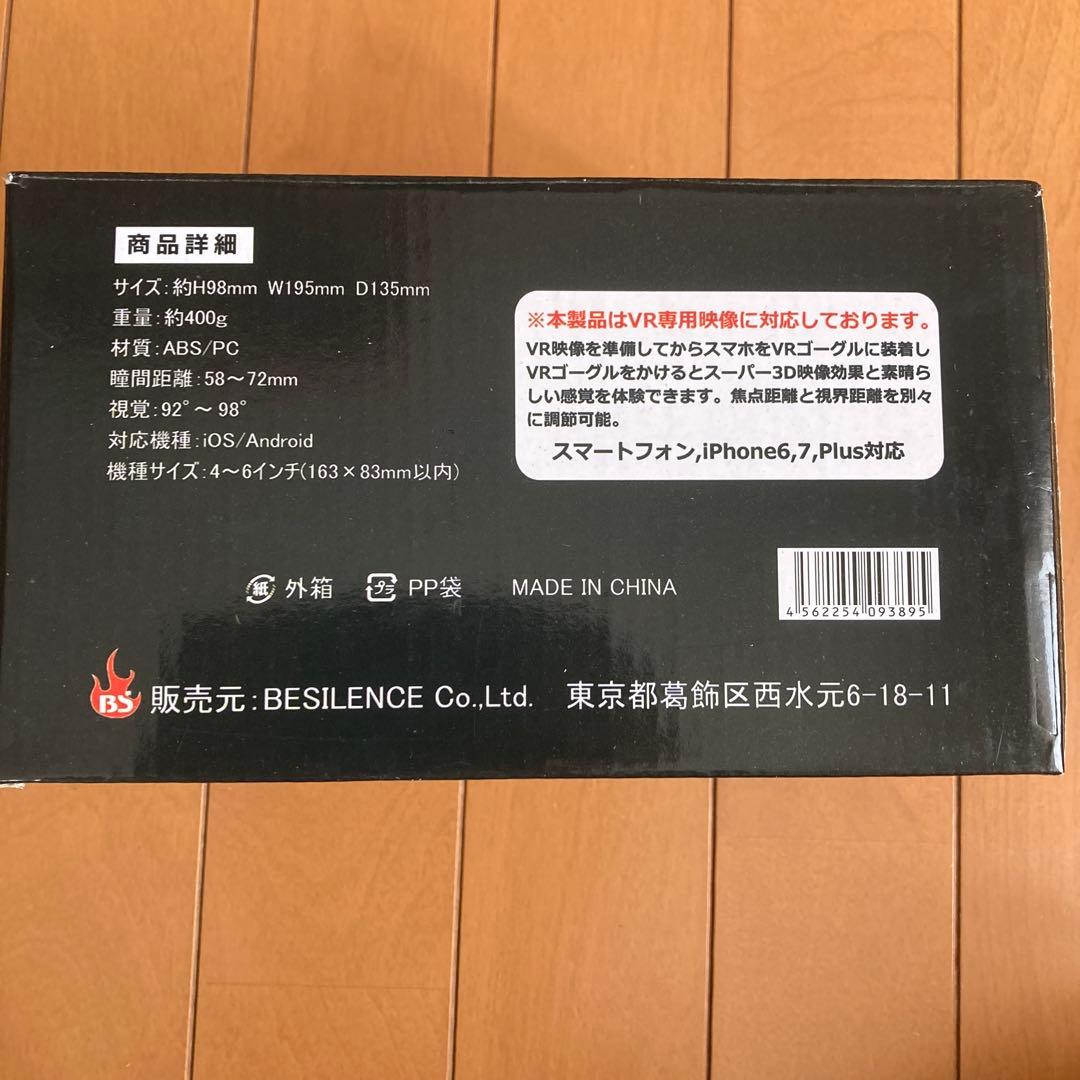 商品詳細
サイズ:約H98mm W195mm D135mm
重量:約400g
材質:ABS/PC
瞳間距離:58～72mm
視覚:92°～98°
対応機種:iOS/Android
機種サイズ:4～6インチ(163×83mm以内)
※本製品はVR専用映像に対応しております。
VR映像を準備してからスマホをVRゴーグルに装着し
VRゴーグルをかけるとスーパー3D映像効果と素晴ら
しい感覚を体験できます。焦点距離と視界距離を別々
に調節可能。
スマートフォン,iPhone6,7,Plus対応
紙 外箱 プラ PP袋 MADE IN CHINA
4 562254 093895
BS 販売元:BESILENCE Co.,Ltd. 東京都葛飾区西水元6-18-11